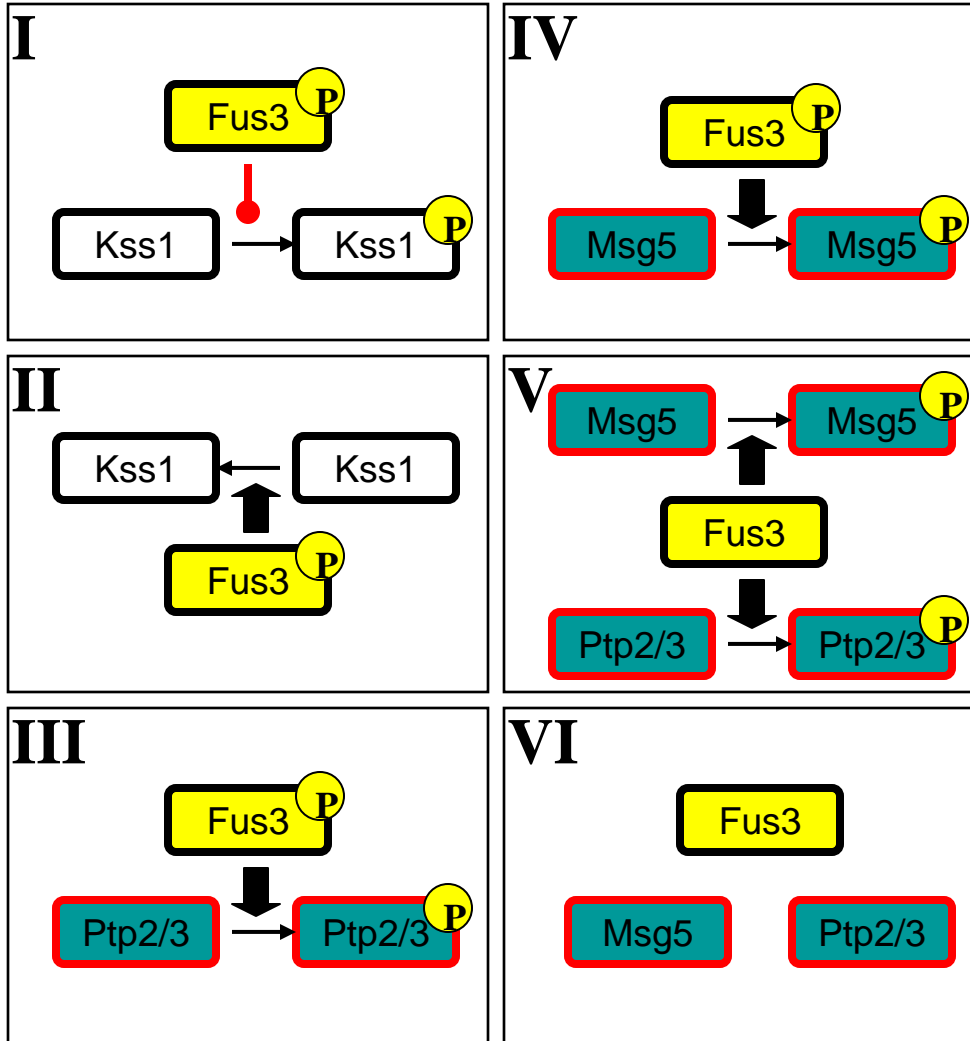 I
Fus3 P
Kss1 Kss1 P
II
Kss1 Kss1
Fus3 P
III
Fus3 P
Ptp2/3 Ptp2/3 P
IV
Fus3 P
Msg5 Msg5 P
V
Msg5 Msg5 P
Fus3
Ptp2/3 Ptp2/3 P
VI
Fus3
Msg5 Ptp2/3